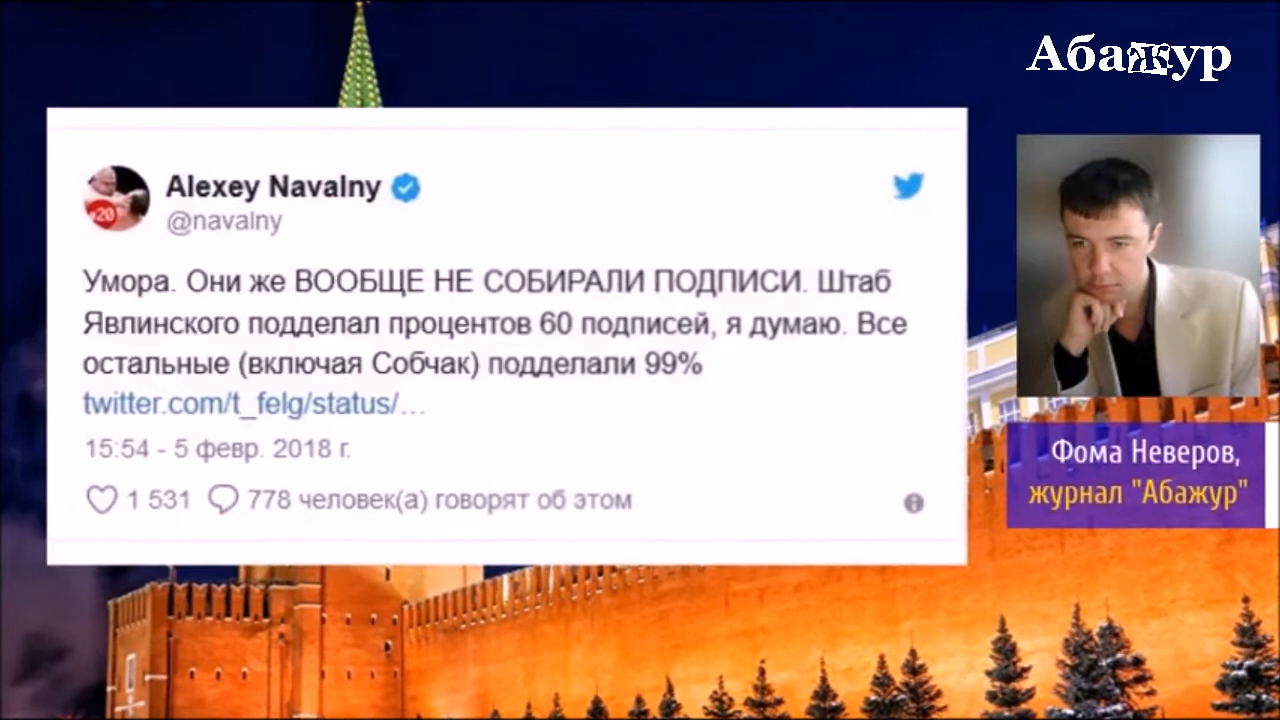 Абажур
Alexey Navalny
@navalny
#20
Умора. Они же ВООБЩЕ НЕ СОБИРАЛИ ПОДПИСИ. Штаб
Явлинского подделал процентов 60 подписей, я думаю. Все
остальные (включая Собчак) подделали 99%
twitter.com/t_felg/status/…
15:54 - 5 февр. 2018 г.
1 531 778 человек(а) говорят об этом
Фома Неверов,
журнал "Абажур"